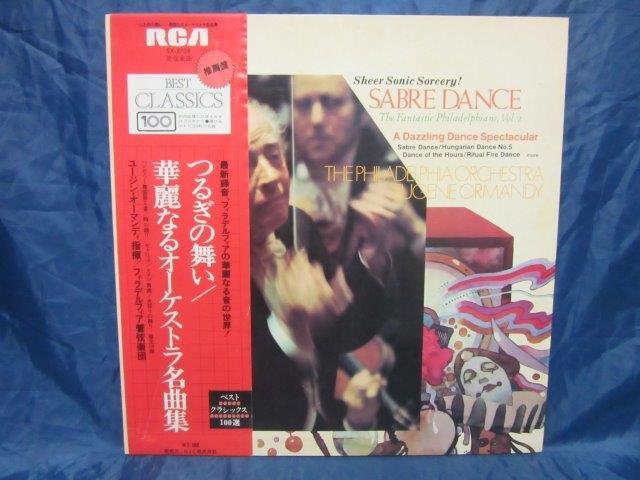 RCA
推薦盤
BEST
CLASSICS
100
最新録音、フィラデルフィアの華麗なる音の世界!
つるぎの舞い/
華麗なるオーケストラ名曲集
ユージン・オーマンディ指揮/フィラデルフィア管弦楽団
ベスト
クラシックス
100選
Sheer Sonic Sorcery!
SABRE DANCE
The Fantastic Philadelphians, Vol. 2
A Dazzling Dance Spectacular
Sabre Dance/Hungarian Dance No.5
Dance of the Hours/Ritual Fire Dance more
THE PHILADELPHIA ORCHESTRA
EUGENE ORMANDY